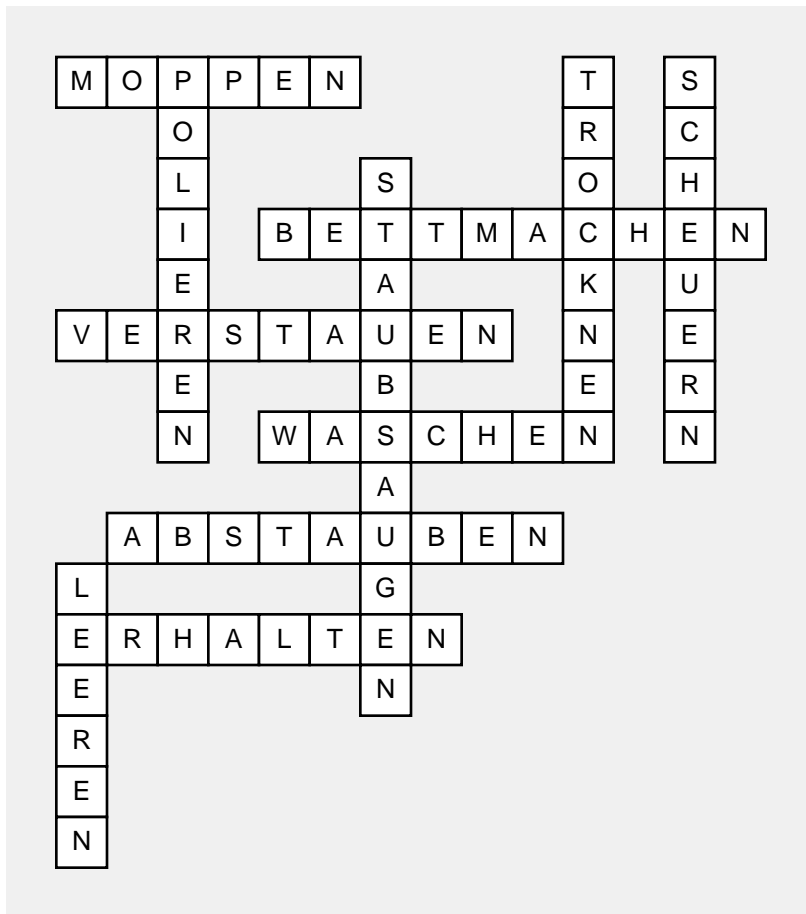 MOPPEN
POLIEREN
TROCKNEN
SCHEUERN
STAUBSAUGEN
BETTMACHEN
VERSTAUEN
WASCHEN
ABSTAUBEN
LEEREN
ERHALTEN